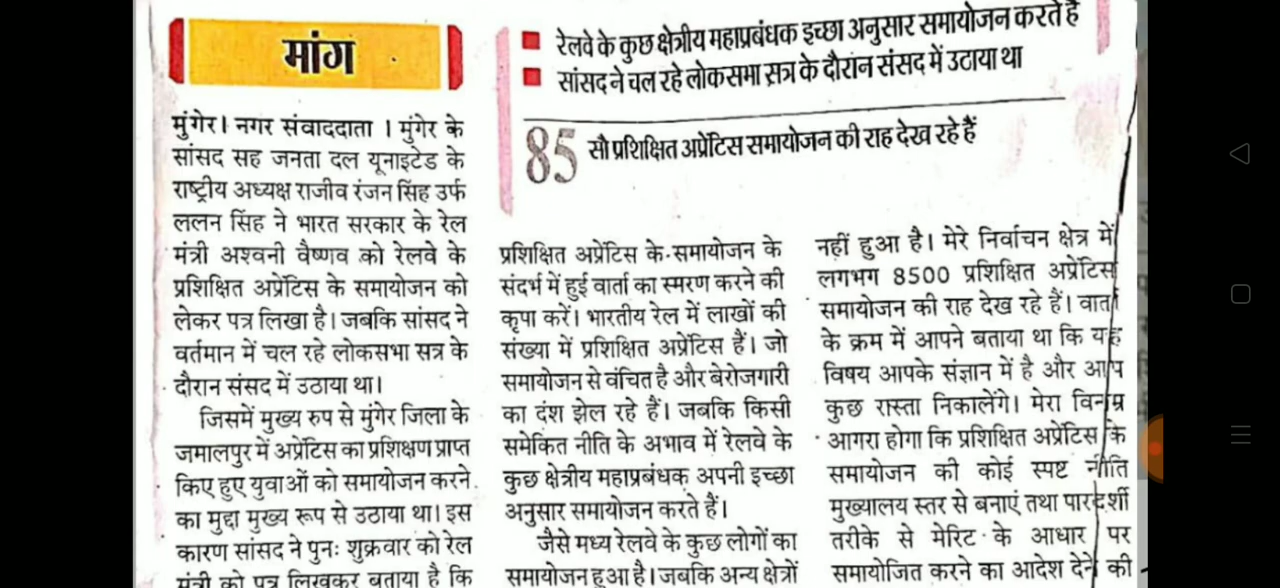 मांग
रेलवे के कुछ क्षेत्रीय महाप्रबंधक इच्छा अनुसार समायोजन करते हैं
सांसद ने चल रहे लोकसभा सत्र के दौरान संसद में उठाया था
85 सौ प्रशिक्षित अप्रेंटिस समायोजन की राह देख रहे हैं
मुंगेर। नगर संवाददाता । मुंगेर के
सांसद सह जनता दल यूनाइटेड के
राष्ट्रीय अध्यक्ष राजीव रंजन सिंह उर्फ
ललन सिंह ने भारत सरकार के रेल
मंत्री अश्वनी वैष्णव को रेलवे के
प्रशिक्षित अप्रेंटिस के समायोजन को
लेकर पत्र लिखा है। जबकि सांसद ने
वर्तमान में चल रहे लोकसभा सत्र के
दौरान संसद में उठाया था।
जिसमें मुख्य रुप से मुंगेर जिला के
जमालपुर में अप्रेंटिस का प्रशिक्षण प्राप्त
किए हुए युवाओं को समायोजन करने
का मुद्दा मुख्य रूप से उठाया था। इस
कारण सांसद ने पुनः शुक्रवार को रेल
मंत्री को पत्र लिखकर बताया है कि
प्रशिक्षित अप्रेंटिस के समायोजन के
संदर्भ में हुई वार्ता का स्मरण करने की
कृपा करें। भारतीय रेल में लाखों की
संख्या में प्रशिक्षित अप्रेंटिस हैं। जो
समायोजन से वंचित है और बेरोजगारी
का दंश झेल रहे हैं। जबकि किसी
समेकित नीति के अभाव में रेलवे के
कुछ क्षेत्रीय महाप्रबंधक अपनी इच्छा
अनुसार समायोजन करते हैं।
जैसे मध्य रेलवे के कुछ लोगों का
समायोजन हुआ है। जबकि अन्य क्षेत्रों
नहीं हुआ है। मेरे निर्वाचन क्षेत्र में
लगभग 8500 प्रशिक्षित अप्रेंटिस
समायोजन की राह देख रहे हैं। वार्ता
के क्रम में आपने बताया था कि यह
विषय आपके संज्ञान में है और आप
कुछ रास्ता निकालेंगे। मेरा विनम्र
आगरा होगा कि प्रशिक्षित अप्रेंटिस के
समायोजन की कोई स्पष्ट नीति
मुख्यालय स्तर से बनाएं तथा पारदर्शी
तरीके से मेरिट के आधार पर
समायोजित करने का आदेश देने की